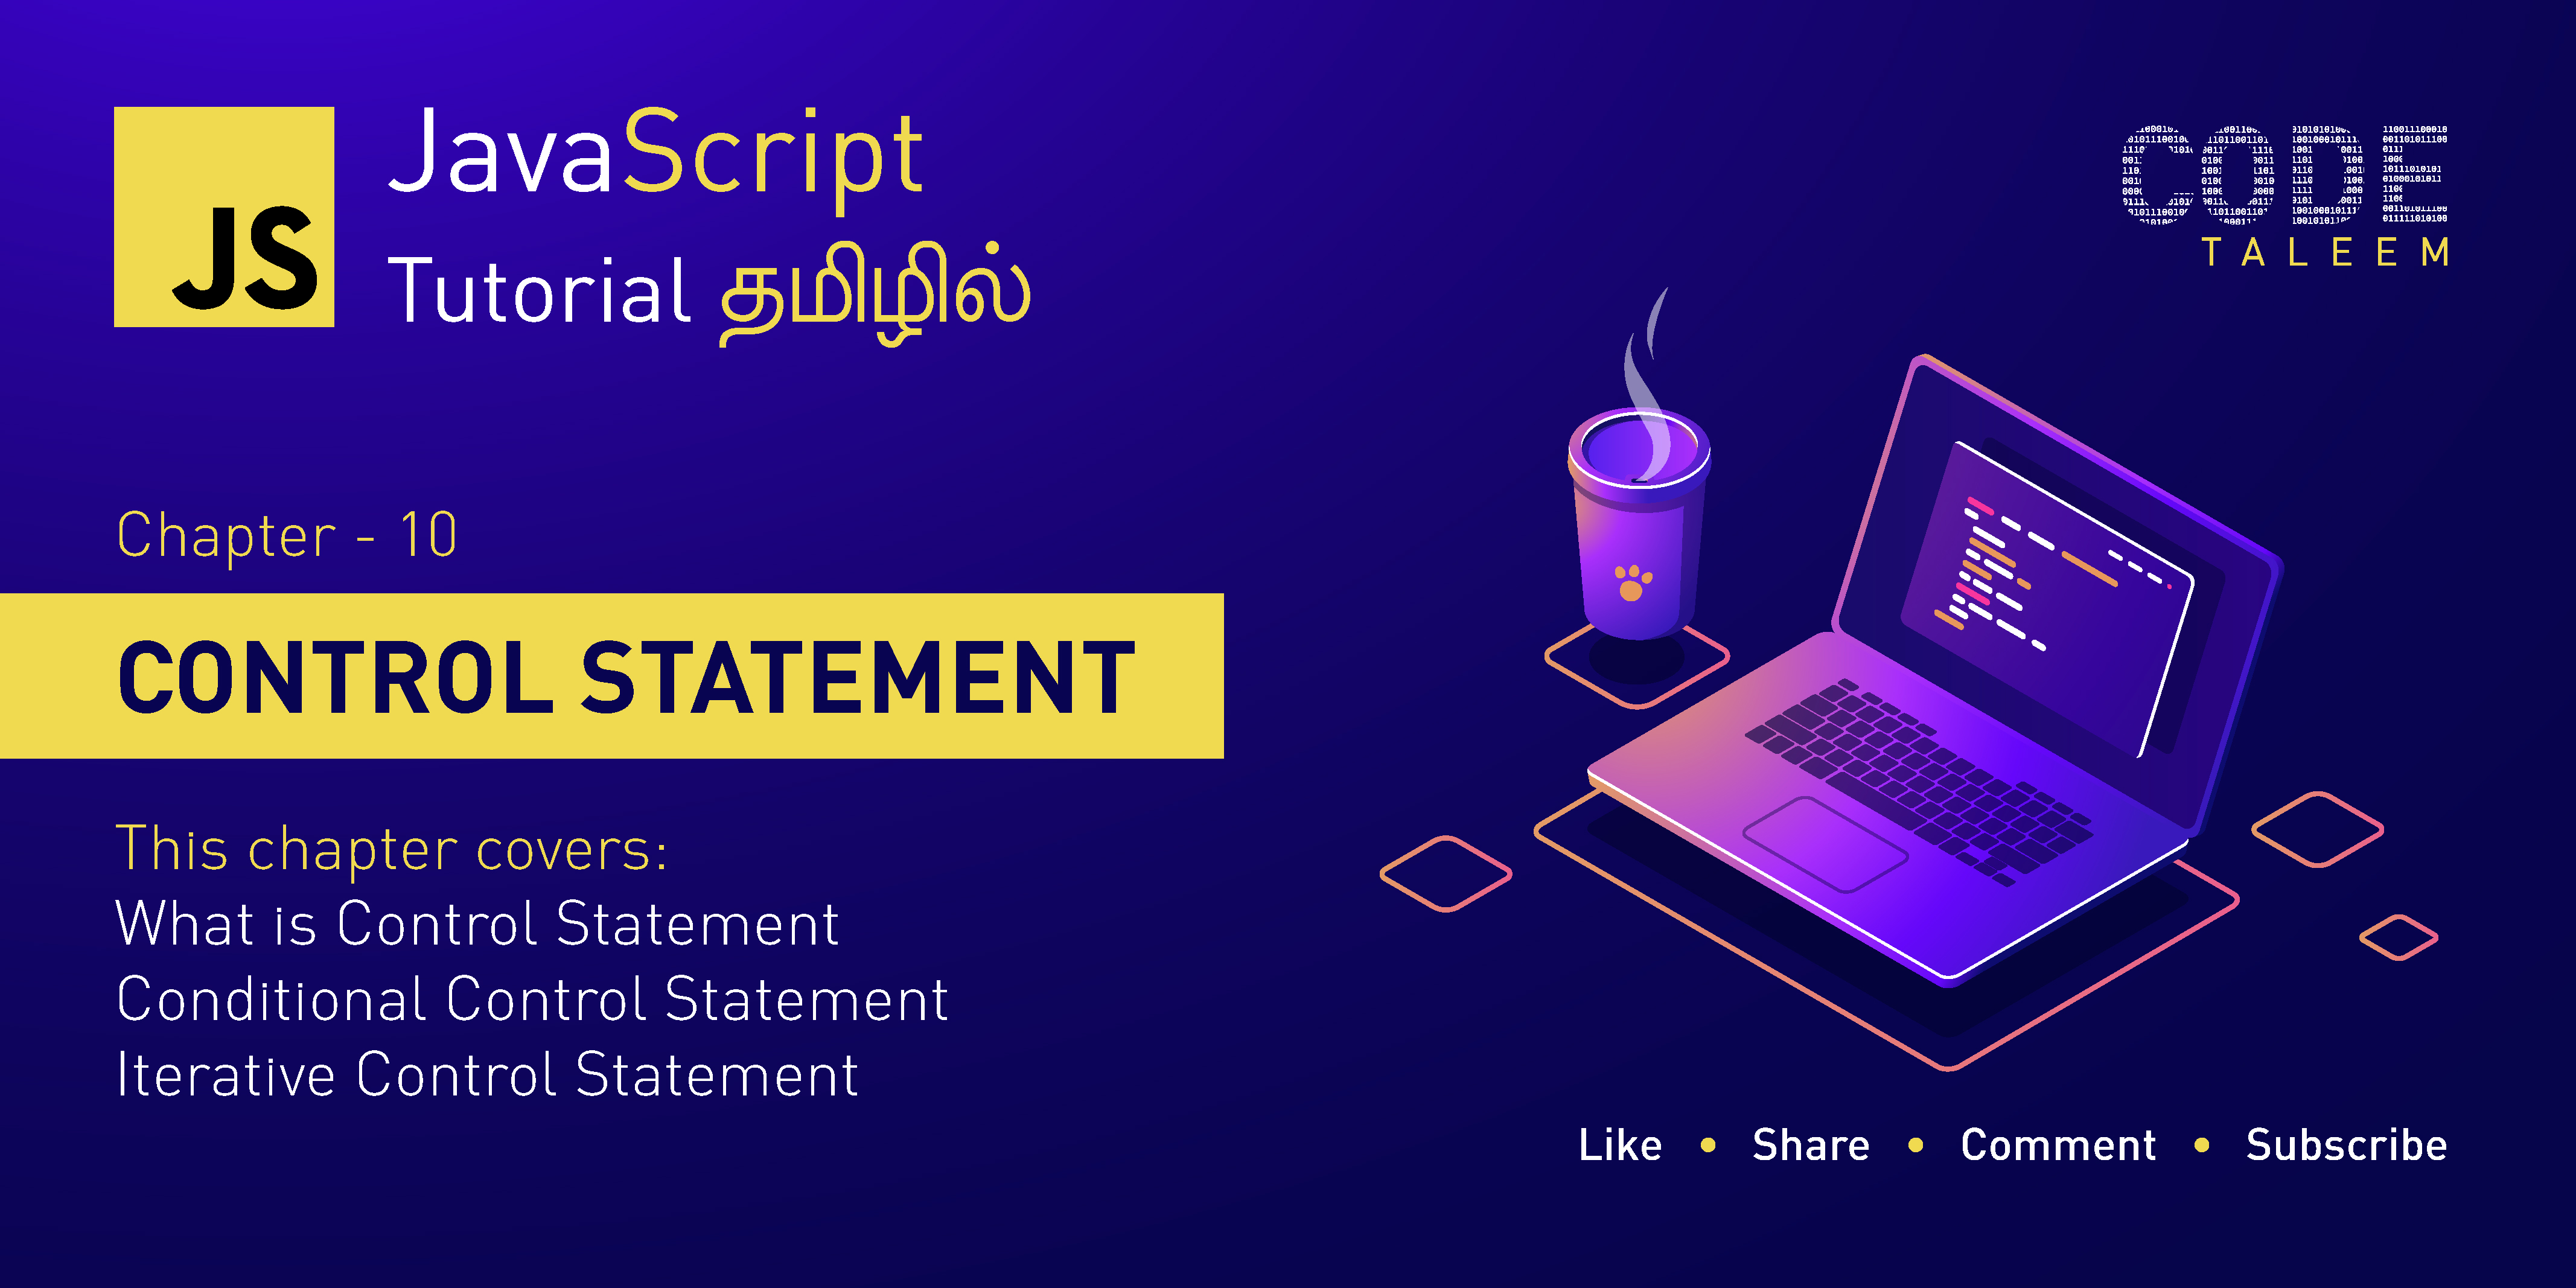 JS
JavaScript
Tutorial தமிழில்
CODE
TALEEM
Chapter - 10
CONTROL STATEMENT
This chapter covers:
What is Control Statement
Conditional Control Statement
Iterative Control Statement
Like • Share • Comment • Subscribe